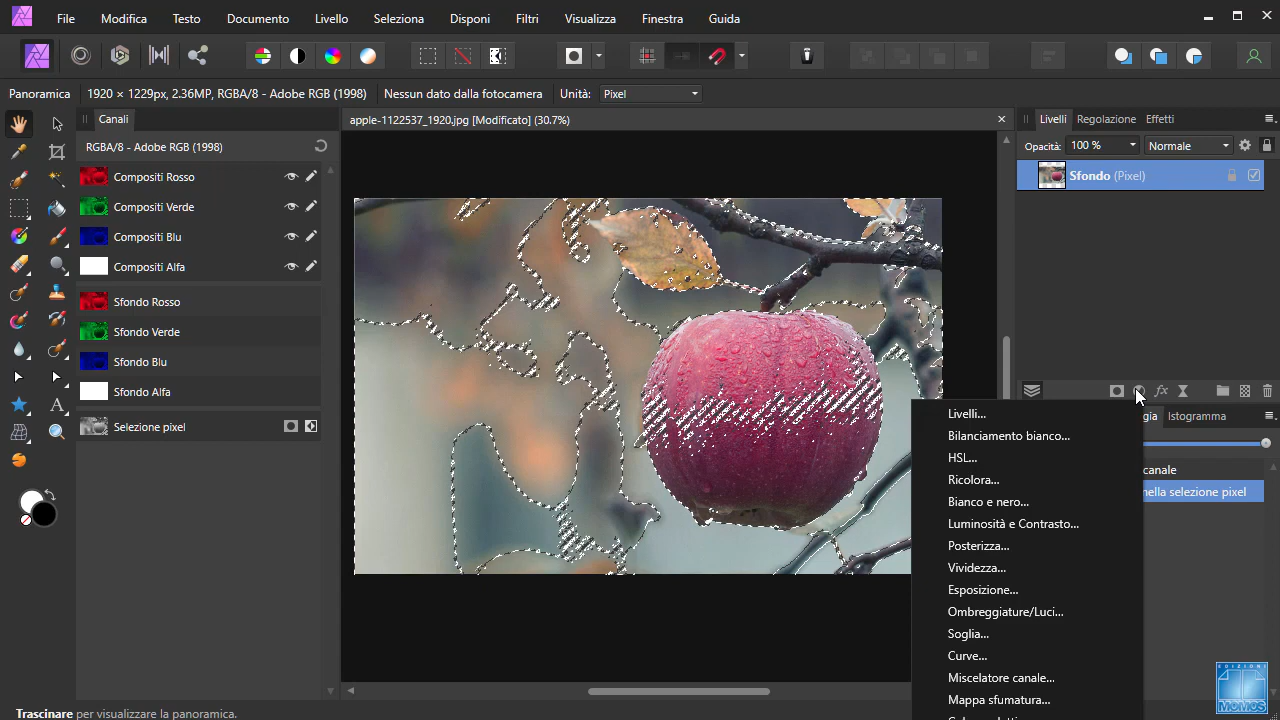 File Modifica Testo Documento Livello Seleziona Disponi Filtri Visualizza Finestra Guida
Panoramica 1920 × 1229px, 2.36MP, RGBA/8 - Adobe RGB (1998) Nessun dato dalla fotocamera Unità: Pixel
Canali
RGBA/8 - Adobe RGB (1998)
Compositi Rosso
Compositi Verde
Compositi Blu
Compositi Alfa
Sfondo Rosso
Sfondo Verde
Sfondo Blu
Sfondo Alfa
Selezione pixel
apple-1122537_1920.jpg [Modificato] (30.7%)
Livelli Regolazione Effetti
Opacità: 100 % Normale
Sfondo (Pixel)
Istogramma
canale
nella selezione pixel
Livelli...
Bilanciamento bianco...
HSL...
Ricolora...
Bianco e nero...
Luminosità e Contrasto...
Posterizza...
Vividezza...
Esposizione...
Ombreggiature/Luci...
Soglia...
Curve...
Miscelatore canale...
Mappa sfumatura...
EDIZIONI
MOMOS
Trascinare per visualizzare la panoramica.